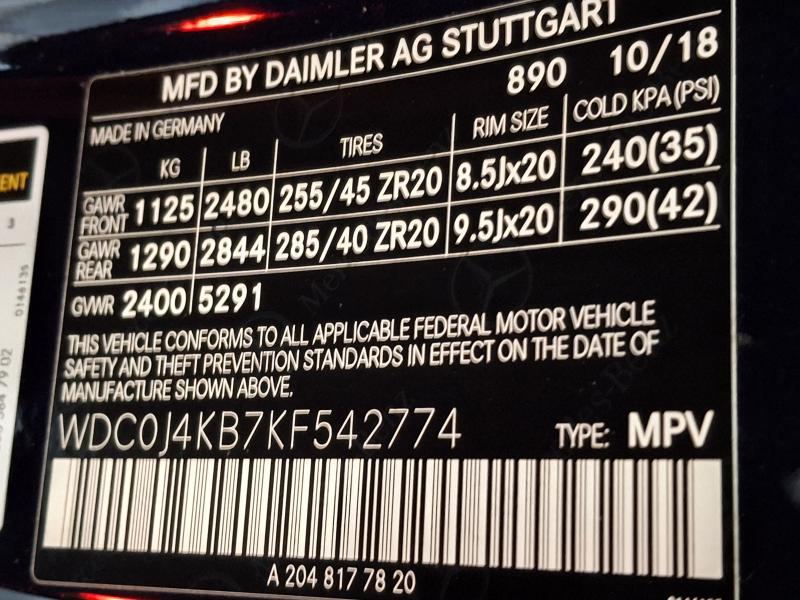 MFD BY DAIMLER AG STUTTGART
890 10/18
MADE IN GERMANY
KG LB TIRES RIM SIZE COLD KPA(PSI)
GAWR FRONT 1125 2480 255/45 ZR20 8.5Jx20 240(35)
GAWR REAR 1290 2844 285/40 ZR20 9.5Jx20 290(42)
GVWR 2400 5291
THIS VEHICLE CONFORMS TO ALL APPLICABLE FEDERAL MOTOR VEHICLE
SAFETY AND THEFT PREVENTION STANDARDS IN EFFECT ON THE DATE OF
MANUFACTURE SHOWN ABOVE.
WDC0J4KB7KF542774 TYPE: MPV
A 204 817 78 20
ENT
3
0146135